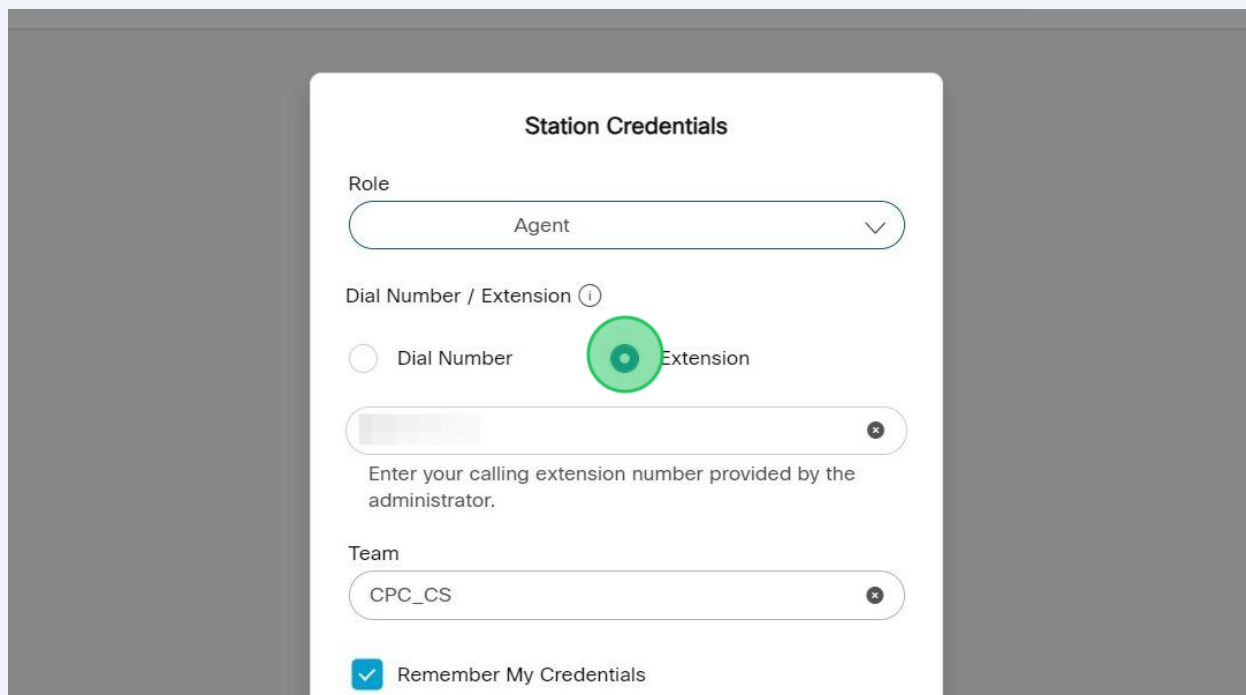 Station Credentials
Role
Agent
Dial Number / Extension
Dial Number
Extension
Enter your calling extension number provided by the
administrator.
Team
CPC_CS
Remember My Credentials